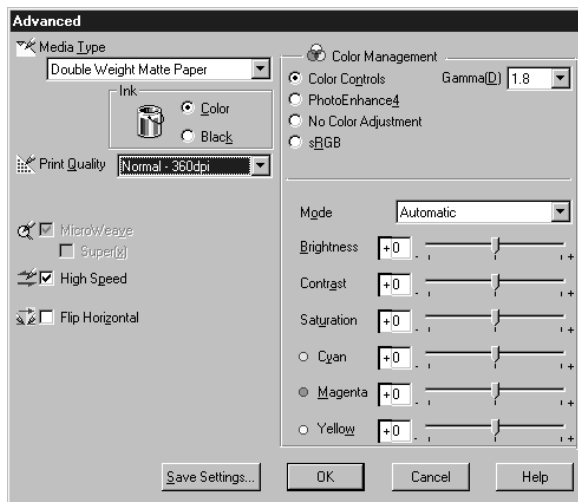 Advanced
Media Type
Double Weight Matte Paper
Ink
Color
Black
Print Quality
Normal - 360dpi
MicroWeave
Super(x)
High Speed
Flip Horizontal
Color Management
Color Controls
Gamma(D)
1.8
PhotoEnhance4
No Color Adjustment
sRGB
Mode
Automatic
Brightness +0 - +
Contrast +0 - +
Saturation +0 - +
Cyan +0 - +
Magenta +0 - +
Yellow +0 - +
Save Settings... OK Cancel Help